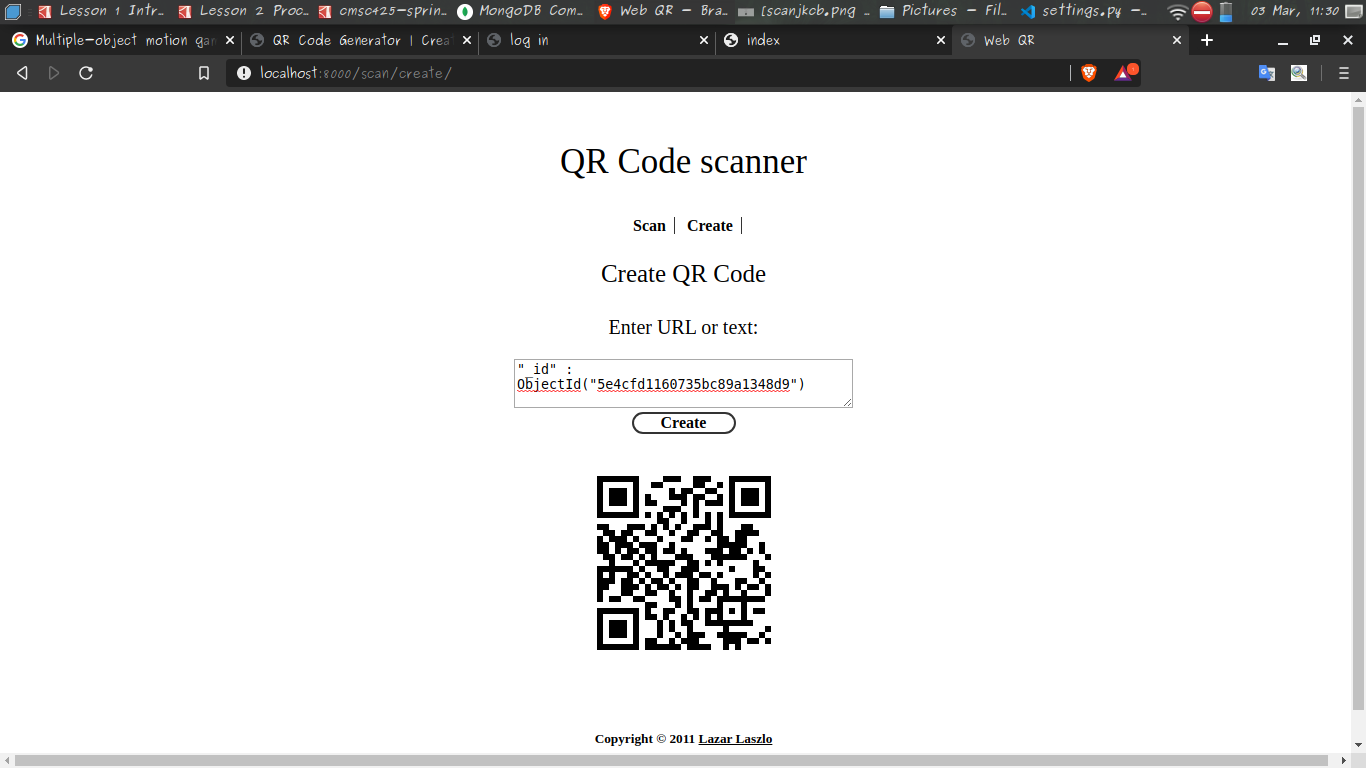 Lesson 1 Intr... Lesson 2 Proc... cmsc425-sprin... MongoDB Com... Web QR - Bra... [scanjkcb.png ... Pictures - Fil... settings.py -... 03 Mar, 11:30
Multiple-object motion gam QR Code Generator | Creat log in index Web QR
localhost:8000/scan/create/
QR Code scanner
Scan Create
Create QR Code
Enter URL or text:
"_id" :
ObjectId("5e4cfd1160735bc89a1348d9")
Create
Copyright © 2011 Lazar Laszlo